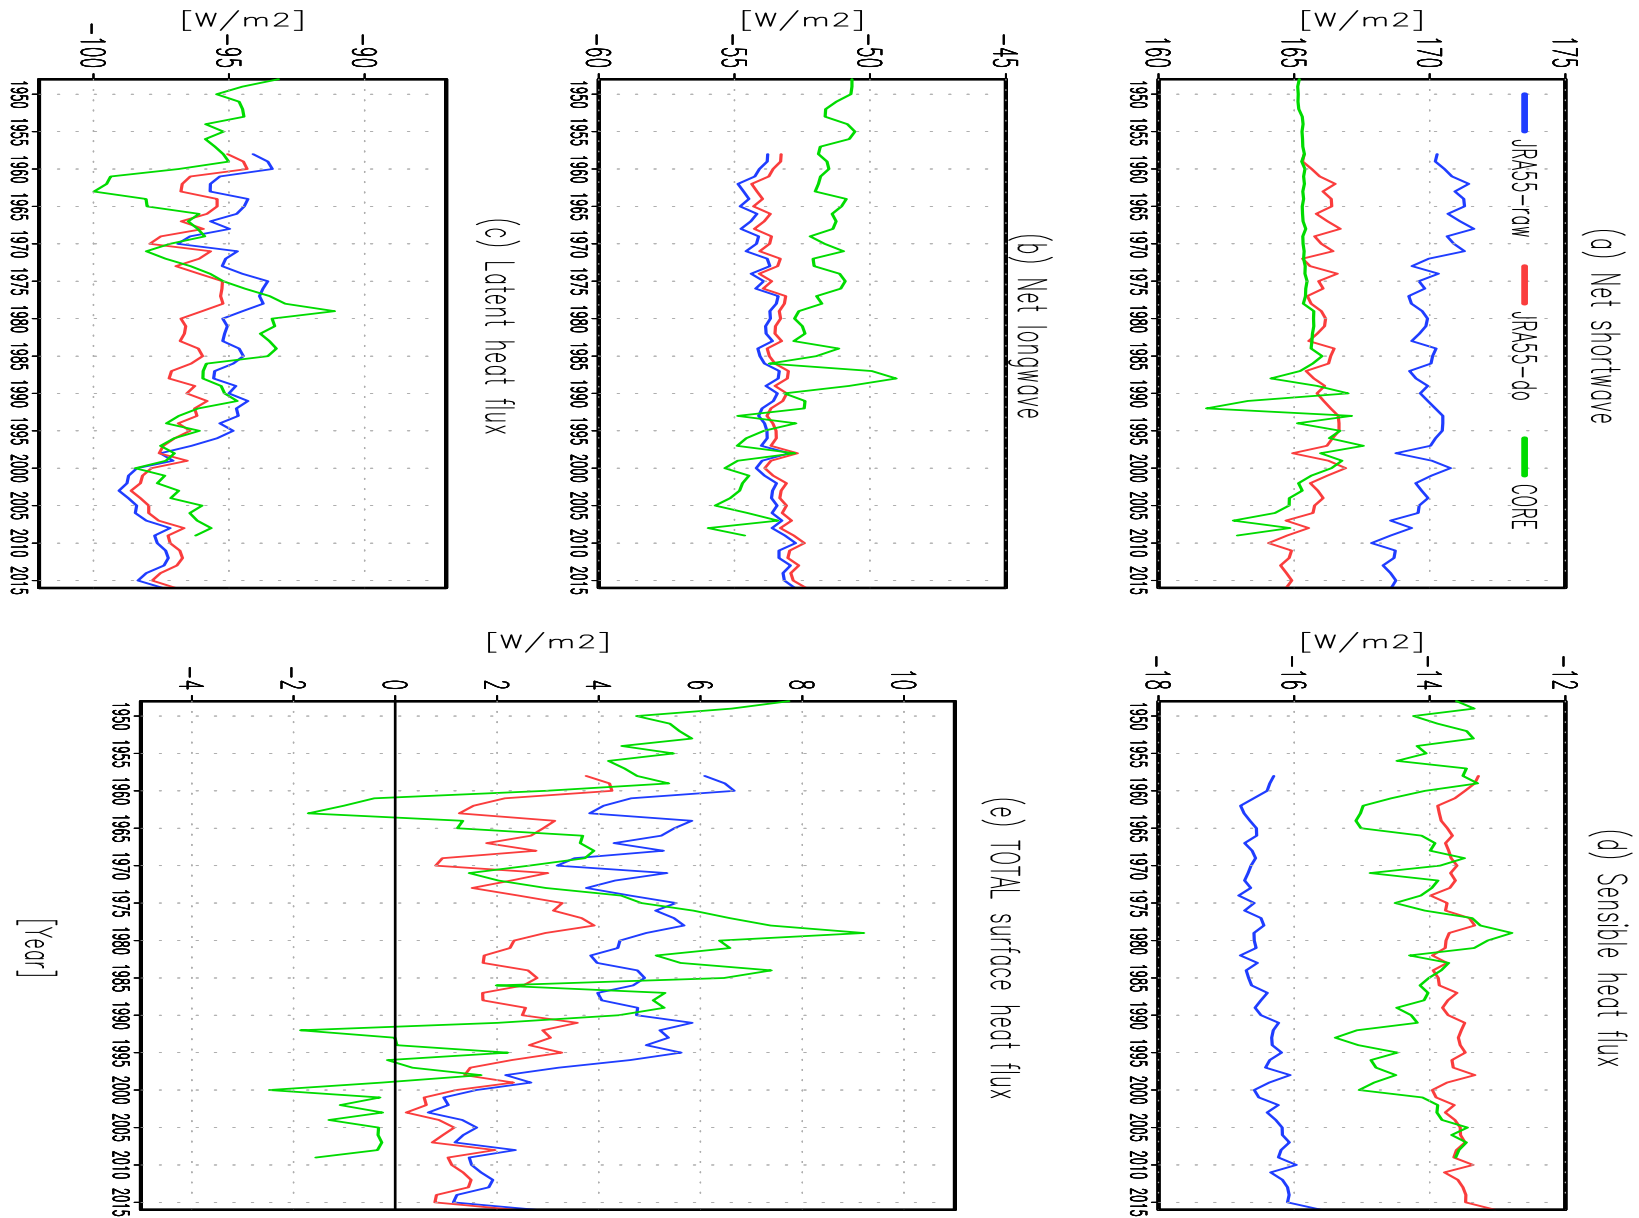 (a) Net shortwave
175
170
165
160
[W/m2]
JRA55-raw JRA55-do CORE
1950 1955 1960 1965 1970 1975 1980 1985 1990 1995 2000 2005 2010 2015
(d) Sensible heat flux
-12
-14
-16
-18
[W/m2]
1950 1955 1960 1965 1970 1975 1980 1985 1990 1995 2000 2005 2010 2015
(b) Net longwave
-45
-50
-55
-60
[W/m2]
1950 1955 1960 1965 1970 1975 1980 1985 1990 1995 2000 2005 2010 2015
(c) Latent heat flux
-90
-95
-100
[W/m2]
1950 1955 1960 1965 1970 1975 1980 1985 1990 1995 2000 2005 2010 2015
(e) TOTAL surface heat flux
10
8
6
4
2
0
-2
-4
[W/m2]
1950 1955 1960 1965 1970 1975 1980 1985 1990 1995 2000 2005 2010 2015
[Year]